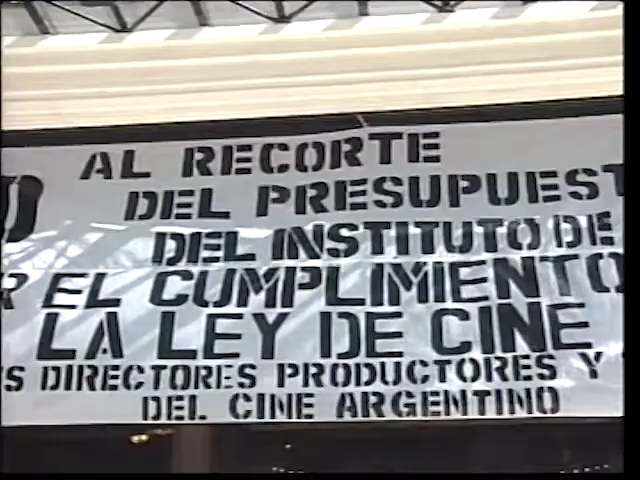 AL RECORTE
DEL PRESUPUEST
DEL INSTITUTO DE
R EL CUMPLIMIENTO
LA LEY DE CINE
S DIRECTORES PRODUCTORES Y
DEL CINE ARGENTINO